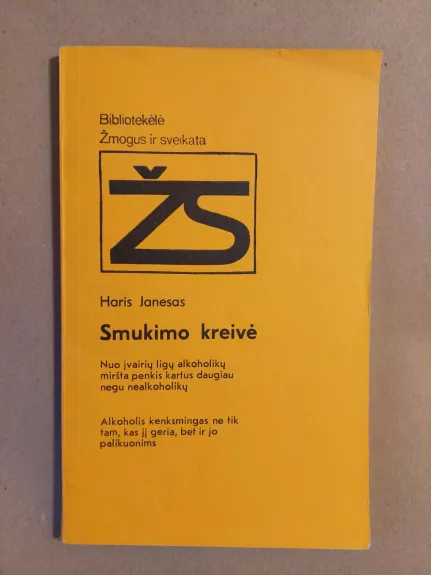 Bibliotekėlė
Žmogus ir sveikata
ŽS
Haris Janesas
Smukimo kreivė
Nuo įvairių ligų alkoholikų
miršta penkis kartus daugiau
negu nealkoholikų
Alkoholis kenksmingas ne tik
tam, kas jį geria, bet ir jo
palikuonims